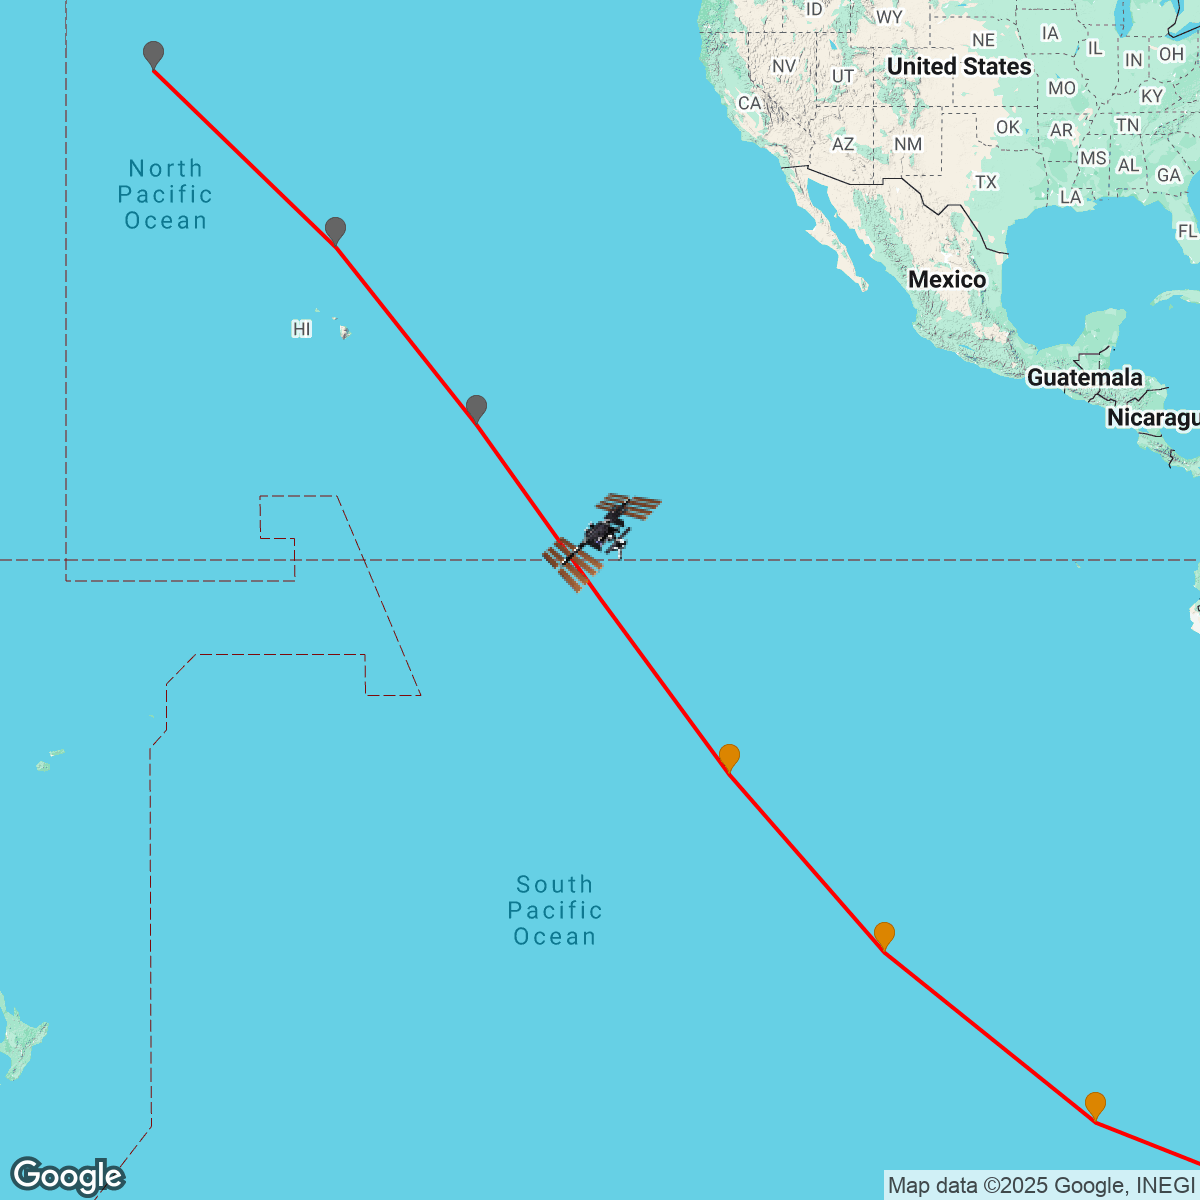 ID
WY
NE
IA
IL
IN
OH
NV
UT
United States
MO
KY
CA
OK
AR
TN
AZ
NM
MS
AL
GA
TX
LA
FL
North
Pacific
Ocean
Mexico
HI
Guatemala
Nicaragu
South
Pacific
Ocean
Google
Map data ©2025 Google, INEGI